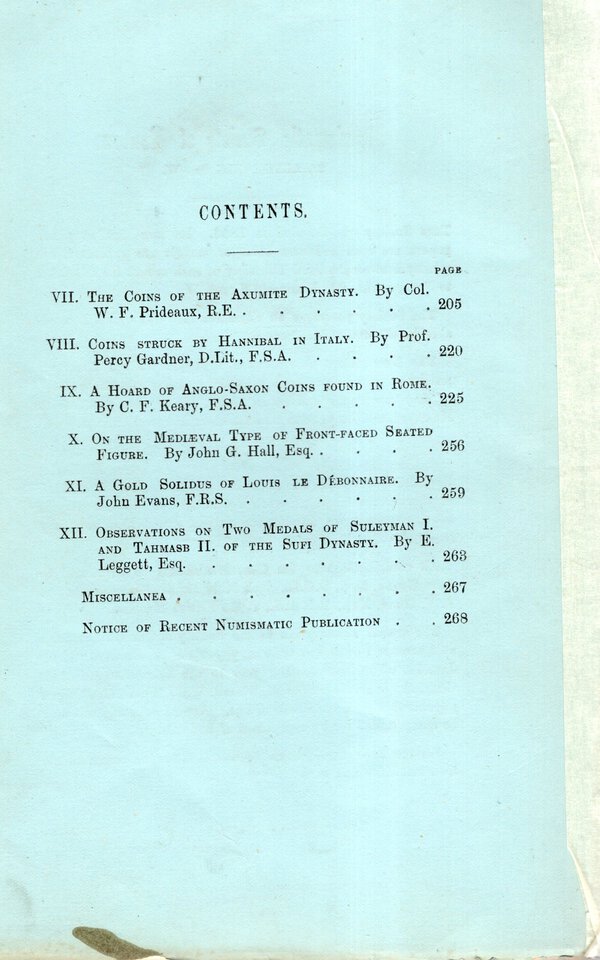 CONTENTS.
PAGE
VII. THE COINS OF THE AXUMITE DYNASTY. By Col.
W. F. Prideaux, R.E. . . . . . . 205
VIII. COINS STRUCK BY HANNIBAL IN ITALY. By Prof.
Percy Gardner, D.Lit., F.S.A. . . . . 220
IX. A HOARD OF ANGLO-SAXON COINS FOUND IN ROME.
By C. F. Keary, F.S.A. . . . . . 225
X. ON THE MEDIÆVAL TYPE OF FRONT-FACED SEATED
FIGURE. By John G. Hall, Esq. . . . . 256
XI. A GOLD SOLIDUS OF LOUIS LE DÉBONNAIRE. By
John Evans, F.R.S. . . . . . . 259
XII. OBSERVATIONS ON TWO MEDALS OF SULEYMAN I.
AND TAHMASB II. OF THE SUFI DYNASTY. By E.
Leggett, Esq. . . . . . . . 263
MISCELLANEA . . . . . . . . 267
NOTICE OF RECENT NUMISMATIC PUBLICATION . . 268